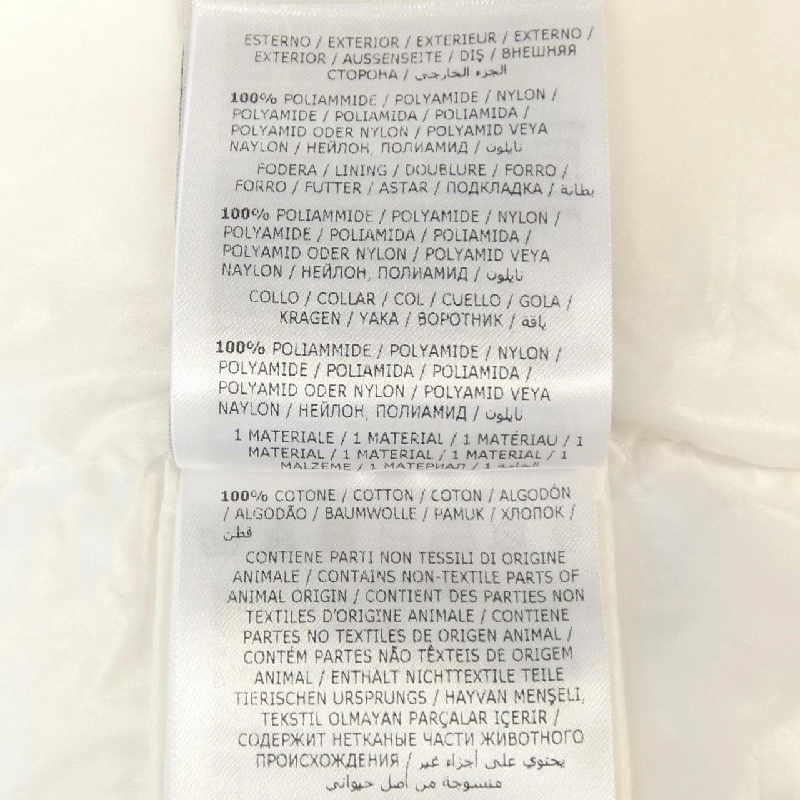 ESTERNO / EXTERIOR / EXTERIEUR / EXTERNO /
EXTERIOR / AUSSENSEITE / DIŞ / ВНЕШНЯЯ
СТОРОНА / الجزء الخارجي
100% POLIAMMIDE / POLYAMIDE / NYLON /
POLYAMIDE / POLIAMIDA / POLIAMIDA /
POLYAMID ODER NYLON / POLYAMID VEYA
NAYLON / НЕЙЛОН, ПОЛИАМИД / نايلون
FODERA / LINING / DOUBLURE / FORRO /
FORRO / FUTTER / ASTAR / ПОДКЛАДКА / بطانة
100% POLIAMMIDE / POLYAMIDE / NYLON /
POLYAMIDE / POLIAMIDA / POLIAMIDA /
POLYAMID ODER NYLON / POLYAMID VEYA
NAYLON / НЕЙЛОН, ПОЛИАМИД / نايلون
COLLO / COLLAR / COL / CUELLO / GOLA /
KRAGEN / YAKA / ВОРОТНИК / ياقة
100% POLIAMMIDE / POLYAMIDE / NYLON /
POLYAMIDE / POLIAMIDA / POLIAMIDA /
POLYAMID ODER NYLON / POLYAMID VEYA
NAYLON / НЕЙЛОН, ПОЛИАМИД / نايلون
1 MATERIALE / 1 MATERIAL / 1 MATÉRIAU / 1
MATERIAL / 1 MATERIAL / 1 MATERIAL / 1
MALZEME / 1 МАТЕРИАЛ / 1
100% COTONE / COTTON / COTON / ALGODÓN
/ ALGODÃO / BAUMWOLLE / PAMUK / ХЛОПОК /
قطن
CONTIENE PARTI NON TESSILI DI ORIGINE
ANIMALE / CONTAINS NON-TEXTILE PARTS OF
ANIMAL ORIGIN / CONTIENT DES PARTIES NON
TEXTILES D'ORIGINE ANIMALE / CONTIENE
PARTES NO TEXTILES DE ORIGEN ANIMAL /
CONTÉM PARTES NÃO TÊXTEIS DE ORIGEM
ANIMAL / ENTHÄLT NICHTTEXTILE TEILE
TIERISCHEN URSPRUNGS / HAYVAN MENŞELİ,
TEKSTİL OLMAYAN PARÇALAR İÇERİR /
СОДЕРЖИТ НЕТКАНЫЕ ЧАСТИ ЖИВОТНОГО
ПРОИСХОЖДЕНИЯ / يحتوي على أجزاء غير
منسوجة من أصل حيواني